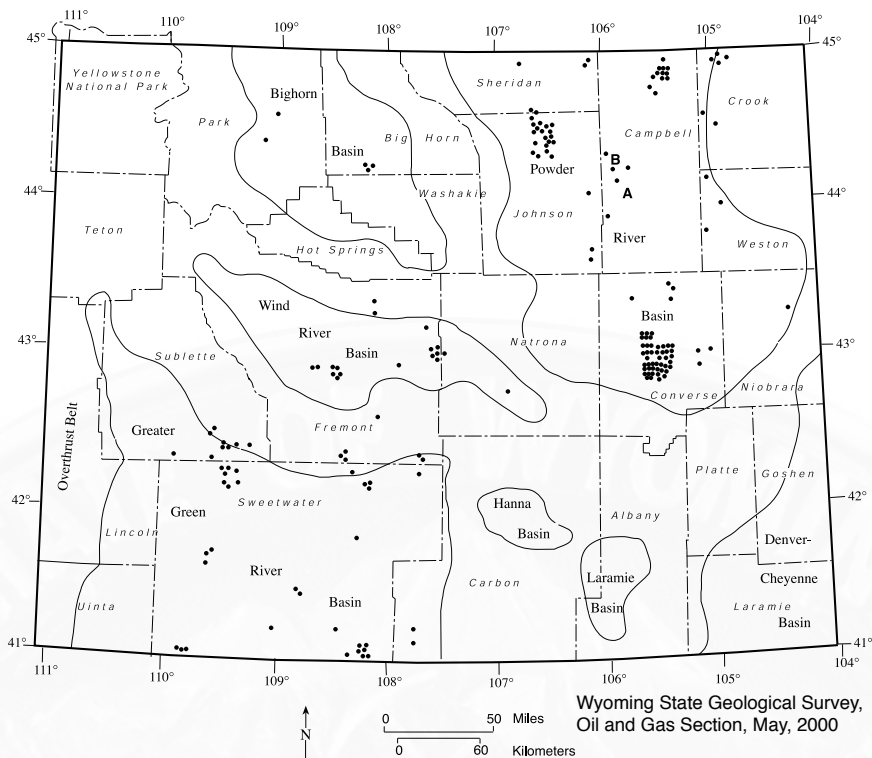 111°
110°
109°
108°
107°
106°
105°
45°
45°
Yellowstone
National Park
Sheridan
Bighorn
Crook
Park
Big Horn
Campbell
Basin
B
Powder
Washakie
A
44°
44°
Johnson
Teton
River
Weston
Hot Springs
Wind
Basin
River
43°
43°
Natrona
Basin
Sublette
Niobrara
Converse
Greater
Fremont
Overthrust Belt
Platte
Goshen
42°
42°
Sweetwater
Hanna
Green
Albany
Basin
Lincoln
Denver-
River
Laramie
Cheyenne
Carbon
Uinta
Basin
Basin
Laramie
Basin
41°
41°
111°
110°
109°
108°
107°
106°
105°
104°
N
0 50 Miles
0 60 Kilometers
Wyoming State Geological Survey,
Oil and Gas Section, May, 2000